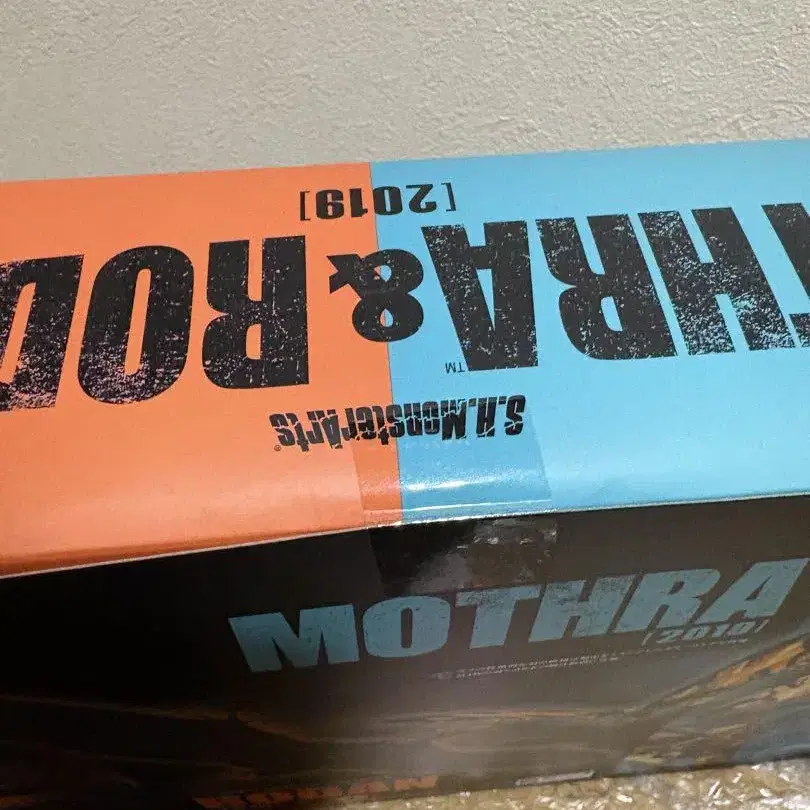 S.H.MonsterArts®
THRA & ROD
™
[2019]
MOTHRA
[2019]